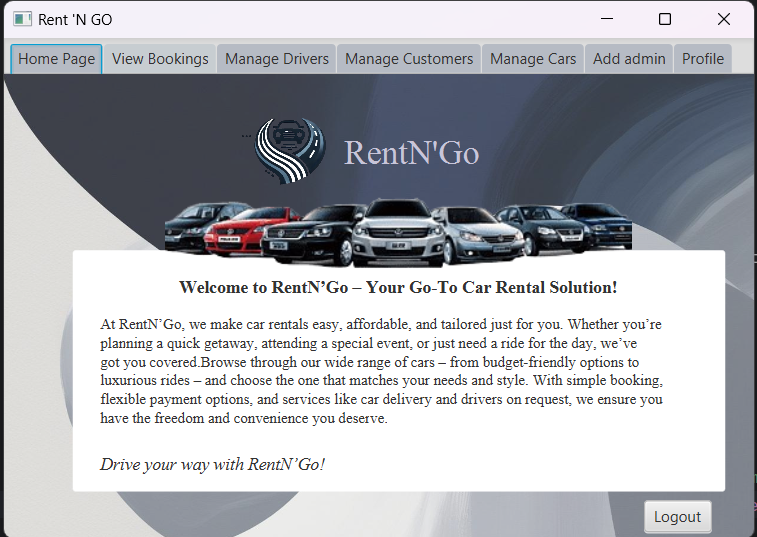 Rent 'N GO
Home Page View Bookings Manage Drivers Manage Customers Manage Cars Add admin Profile
RentN'Go
Welcome to RentN’Go – Your Go-To Car Rental Solution!
At RentN’Go, we make car rentals easy, affordable, and tailored just for you. Whether you’re
planning a quick getaway, attending a special event, or just need a ride for the day, we’ve
got you covered.Browse through our wide range of cars – from budget-friendly options to
luxurious rides – and choose the one that matches your needs and style. With simple booking,
flexible payment options, and services like car delivery and drivers on request, we ensure you
have the freedom and convenience you deserve.
Drive your way with RentN’Go!
Logout